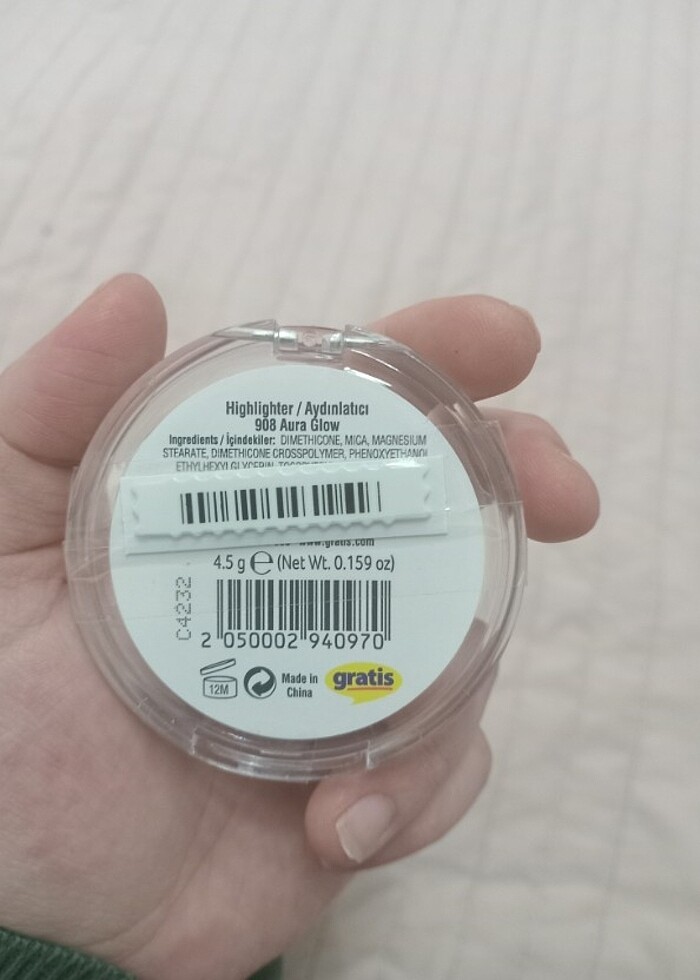 Highlighter / Aydınlatıcı
908 Aura Glow
Ingredients / İçindekiler: DIMETHICONE, MICA, MAGNESIUM
STEARATE, DIMETHICONE CROSSPOLYMER, PHENOXYETHANOL
ETHYLHEXYLGLYCERIN,
www.gratis.com
4.5 g ℮ (Net Wt. 0.159 oz)
C4232
2 050002 940970
12M
Made in
China
gratis